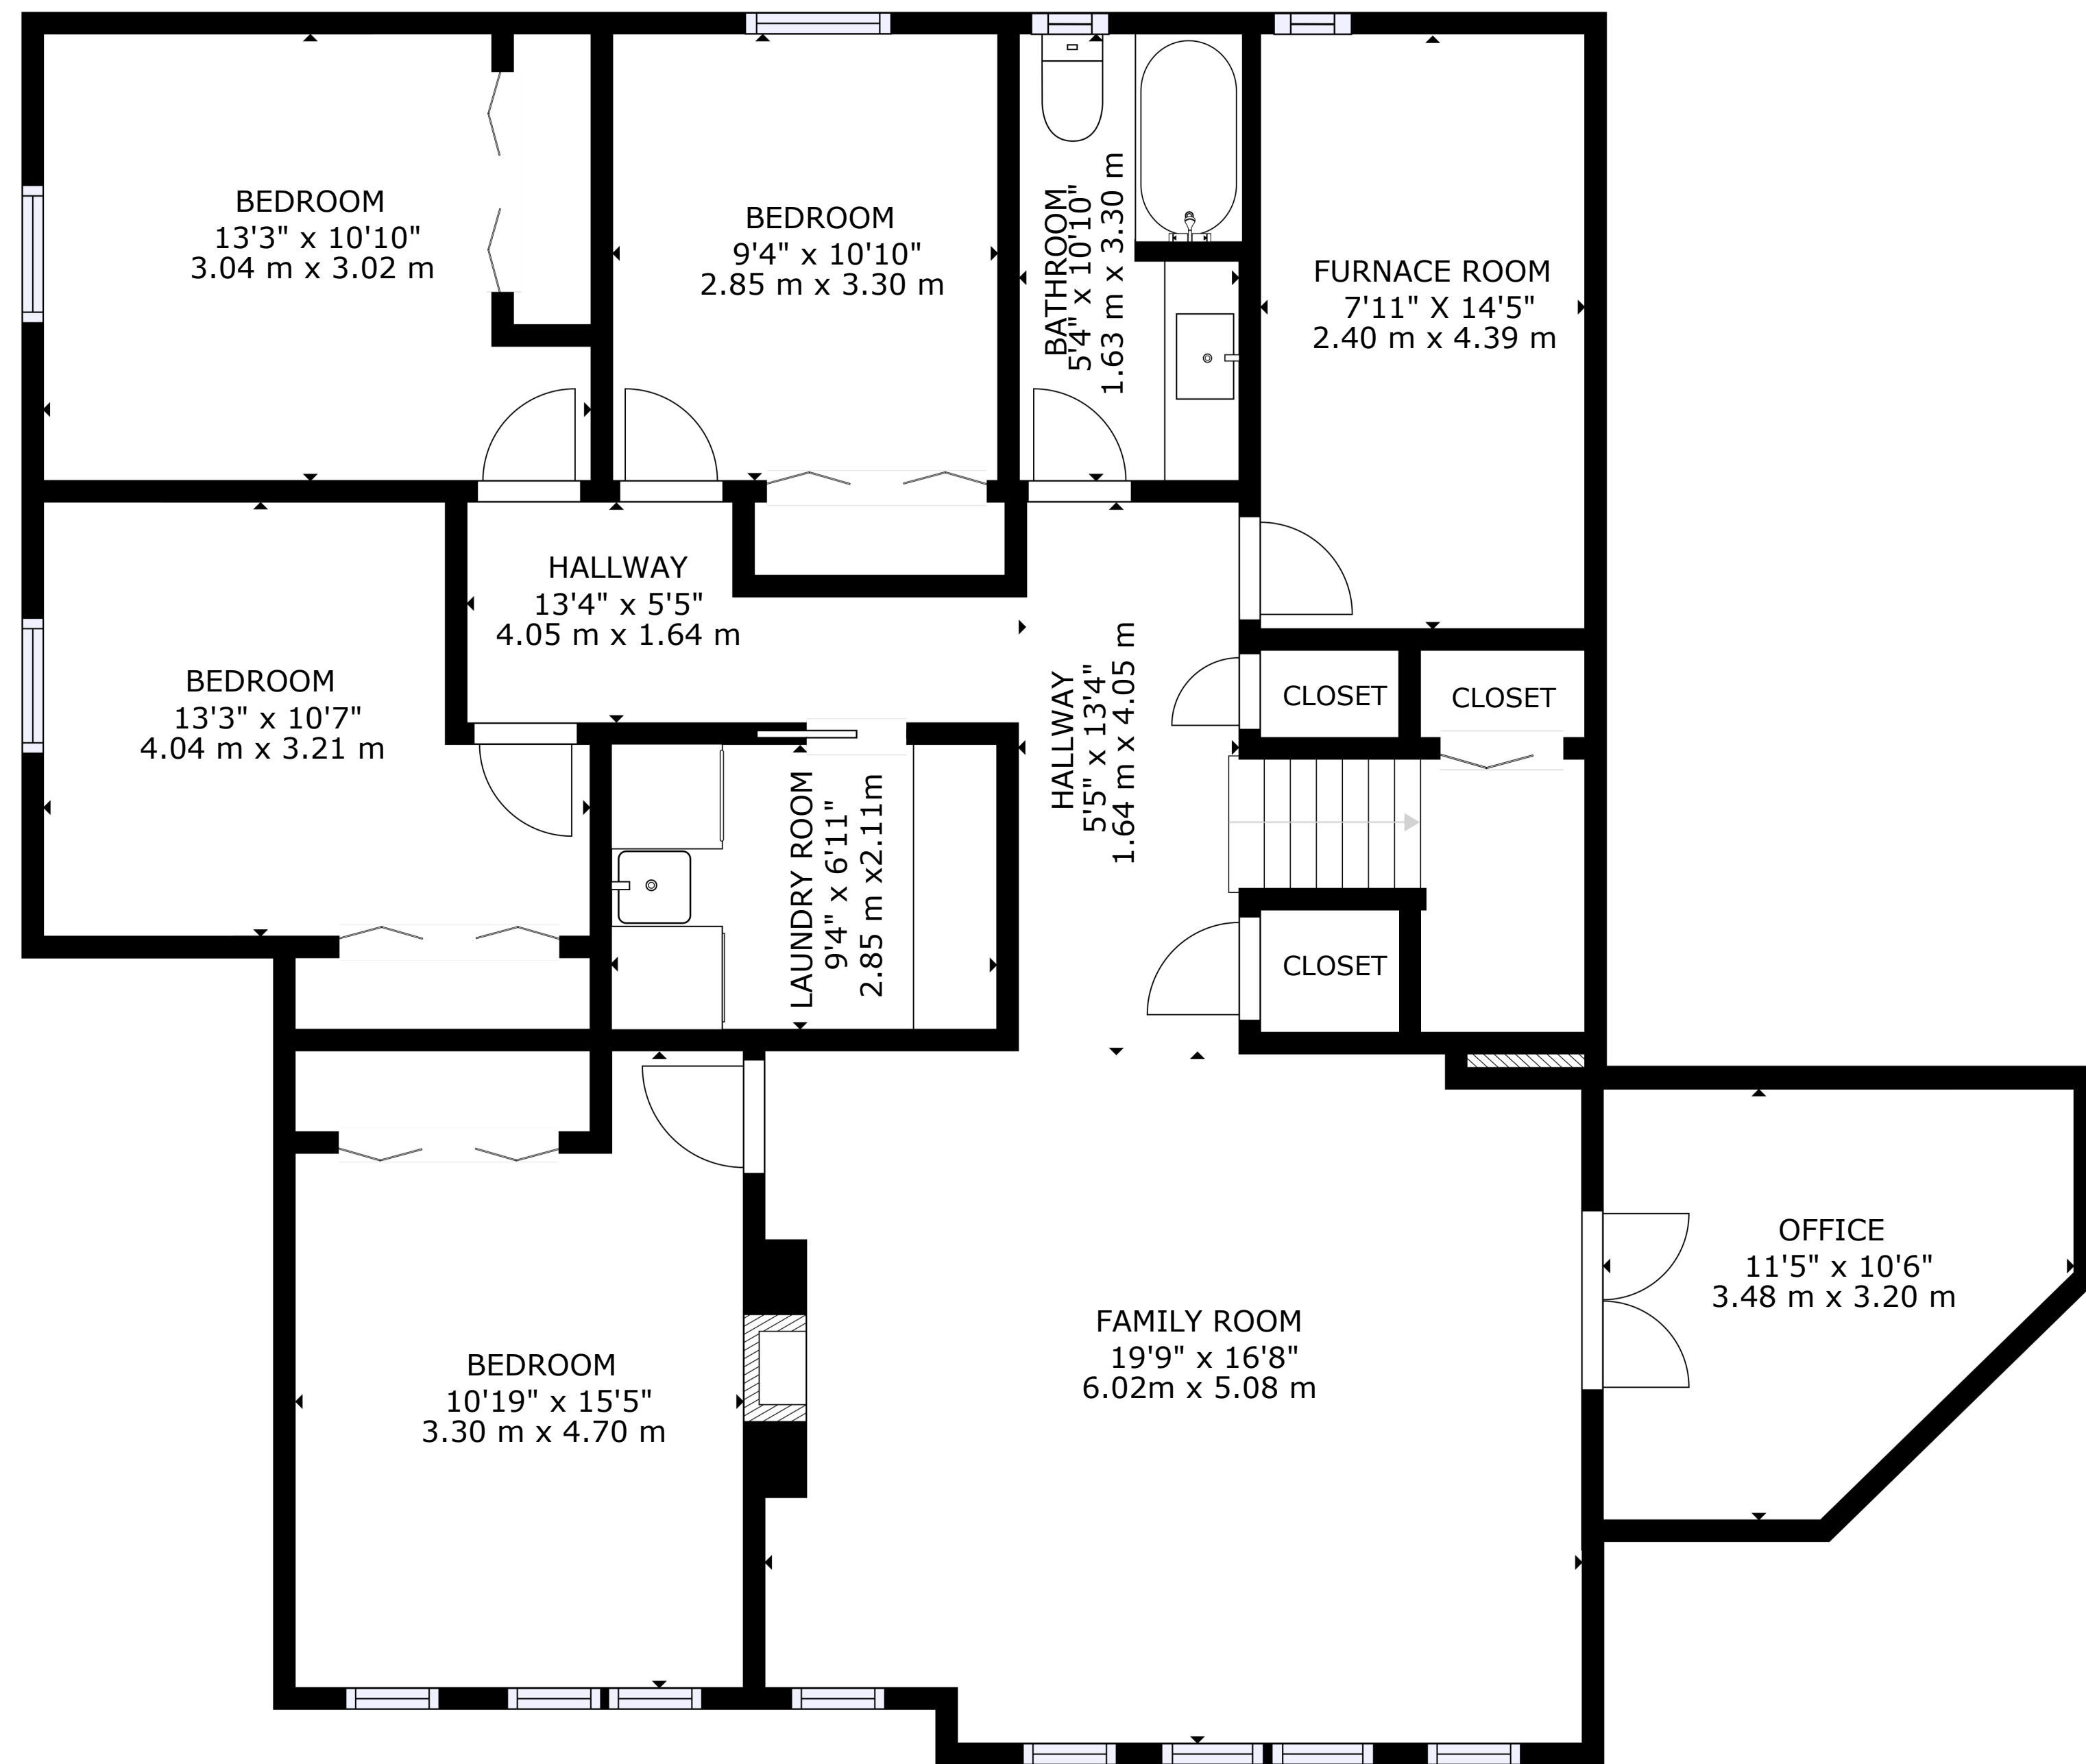 BEDROOM
13'3" x 10'10"
3.04 m x 3.02 m
BEDROOM
9'4" x 10'10"
2.85 m x 3.30 m
BATHROOM
5'4" x 10'10"
1.63 m x 3.30 m
FURNACE ROOM
7'11" X 14'5"
2.40 m x 4.39 m
HALLWAY
13'4" x 5'5"
4.05 m x 1.64 m
BEDROOM
13'3" x 10'7"
4.04 m x 3.21 m
HALLWAY
5'5" x 13'4"
1.64 m x 4.05 m
CLOSET
CLOSET
LAUNDRY ROOM
9'4" x 6'11"
2.85 m x2.11m
CLOSET
OFFICE
11'5" x 10'6"
3.48 m x 3.20 m
FAMILY ROOM
19'9" x 16'8"
6.02m x 5.08 m
BEDROOM
10'19" x 15'5"
3.30 m x 4.70 m